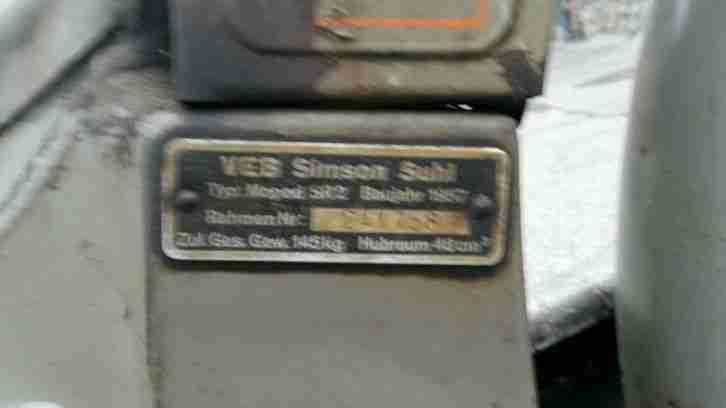 VEB Simson Suhl
Typ: Moped SR2 Baujahr 1957
Rahmen Nr.
Zul. Ges. Gew. 145 kg Hubraum 48 cm³